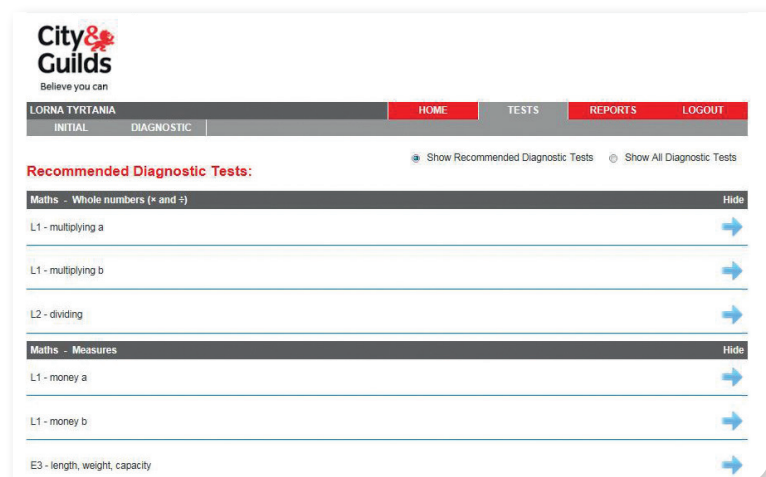 City&
Guilds
Believe you can
LORNA TYRTANIA HOME TESTS REPORTS LOGOUT
INITIAL DIAGNOSTIC
Show Recommended Diagnostic Tests Show All Diagnostic Tests
Recommended Diagnostic Tests:
Maths - Whole numbers (× and ÷) Hide
L1 - multiplying a
L1 - multiplying b
L2 - dividing
Maths - Measures Hide
L1 - money a
L1 - money b
E3 - length, weight, capacity